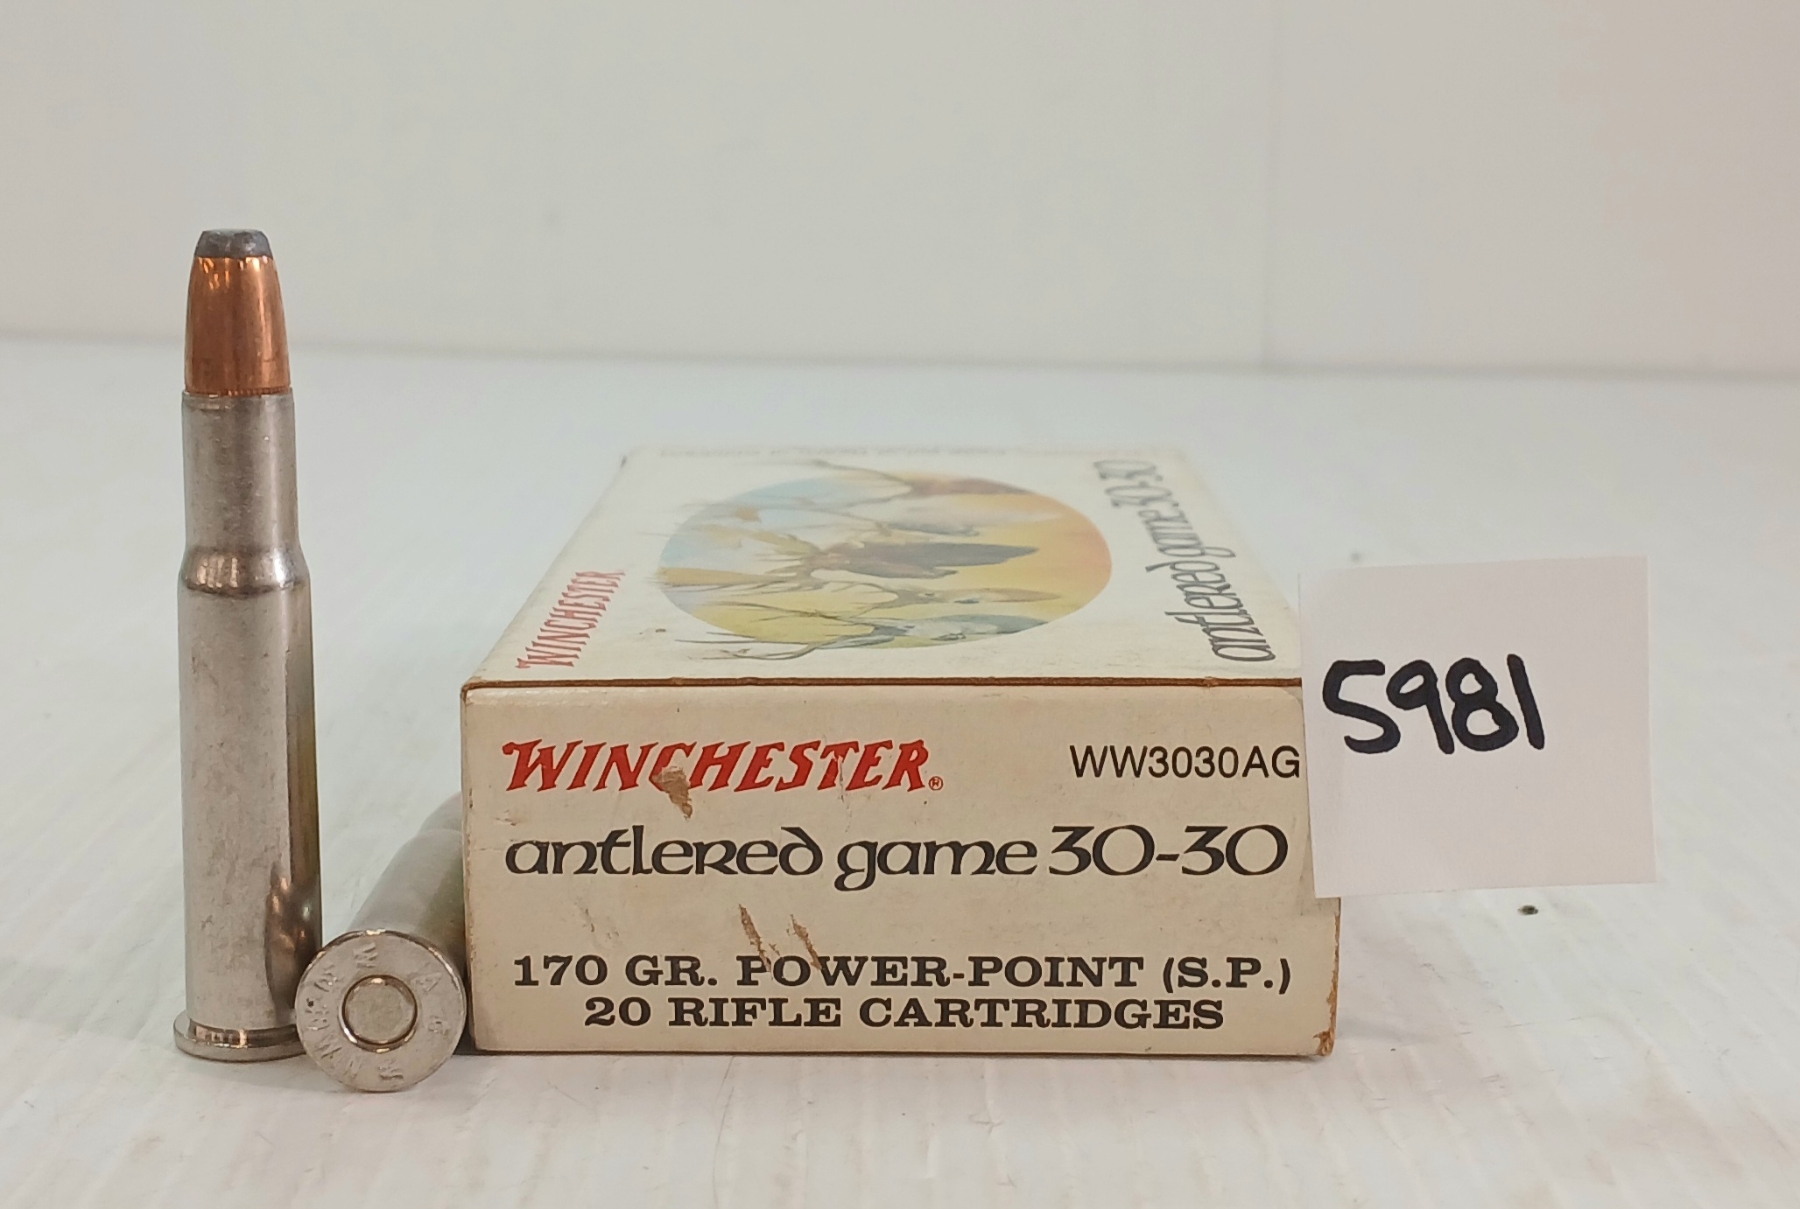 WINCHESTER
antlered game 30-30
WINCHESTER®
WW3030AG
antlered game 30-30
170 GR. POWER-POINT (S.P.)
20 RIFLE CARTRIDGES
5981